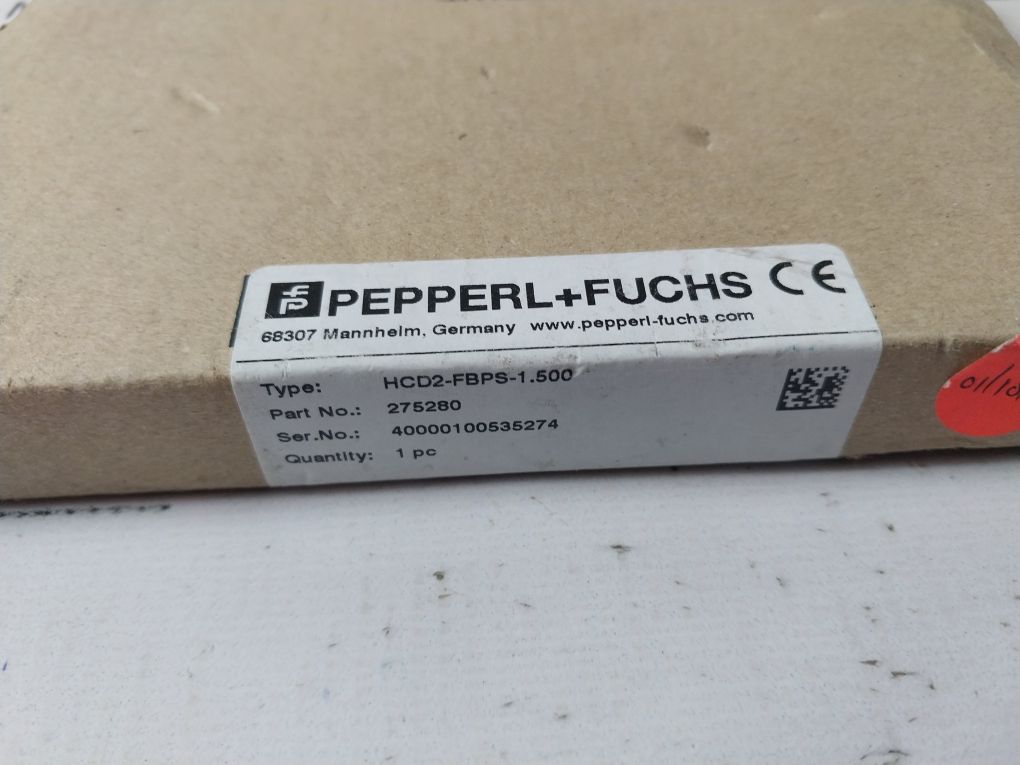 PEPPERL+FUCHS CE
68307 Mannheim, Germany www.pepperl-fuchs.com
Type: HCD2-FBPS-1.500
Part No.: 275280
Ser.No.: 40000100535274
Quantity: 1 pc